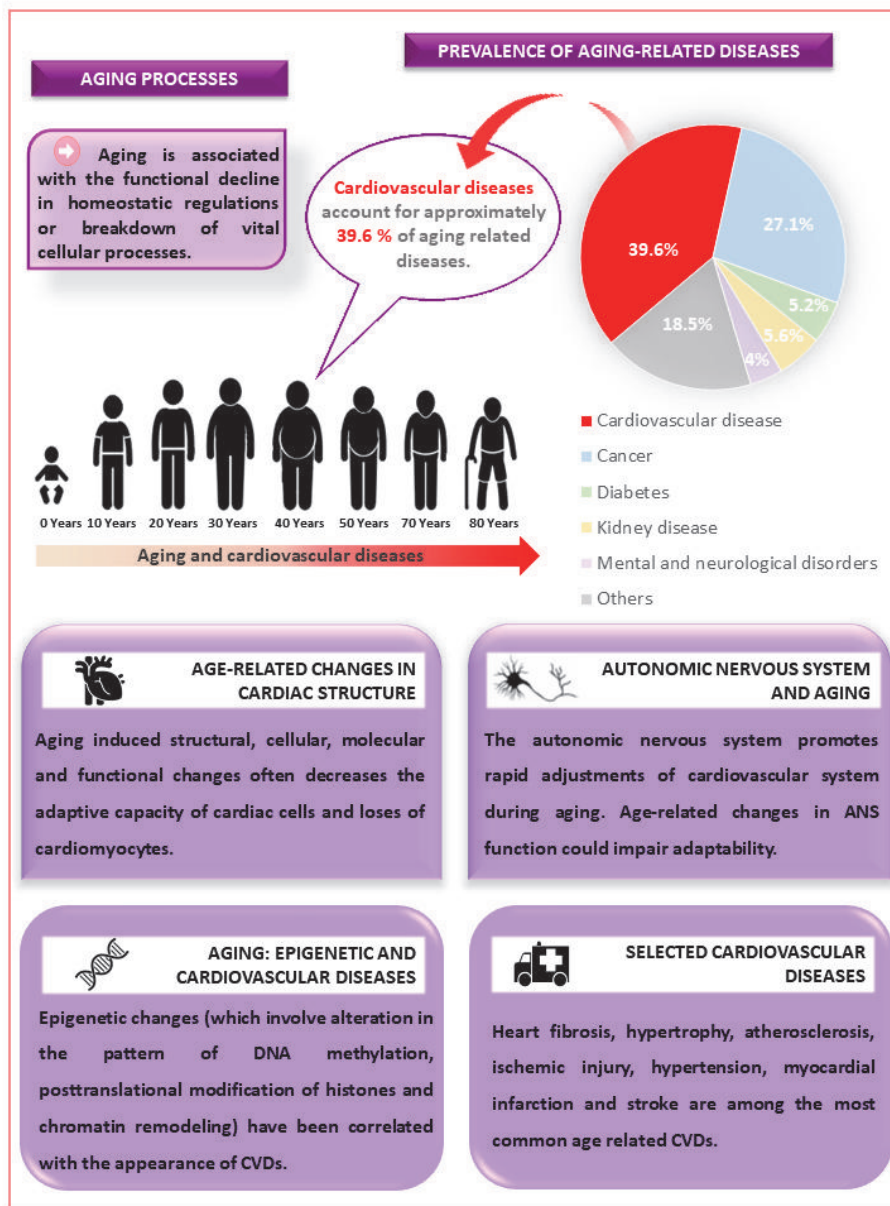 AGING PROCESSES
Aging is associated
with the functional decline
in homeostatic regulations
or breakdown of vital
cellular processes.
PREVALENCE OF AGING-RELATED DISEASES
Cardiovascular diseases
account for approximately
39.6 % of aging related
diseases.
39.6%
27.1%
5.2%
5.6%
4%
18.5%
Cardiovascular disease
Cancer
Diabetes
Kidney disease
Mental and neurological disorders
Others
0 Years 10 Years 20 Years 30 Years 40 Years 50 Years 70 Years 80 Years
Aging and cardiovascular diseases
AGE-RELATED CHANGES IN
CARDIAC STRUCTURE
Aging induced structural, cellular, molecular
and functional changes often decreases the
adaptive capacity of cardiac cells and loses of
cardiomyocytes.
AUTONOMIC NERVOUS SYSTEM
AND AGING
The autonomic nervous system promotes
rapid adjustments of cardiovascular system
during aging. Age-related changes in ANS
function could impair adaptability.
AGING: EPIGENETIC AND
CARDIOVASCULAR DISEASES
Epigenetic changes (which involve alteration in
the pattern of DNA methylation,
posttranslational modification of histones and
chromatin remodeling) have been correlated
with the appearance of CVDs.
SELECTED CARDIOVASCULAR
DISEASES
Heart fibrosis, hypertrophy, atherosclerosis,
ischemic injury, hypertension, myocardial
infarction and stroke are among the most
common age related CVDs.